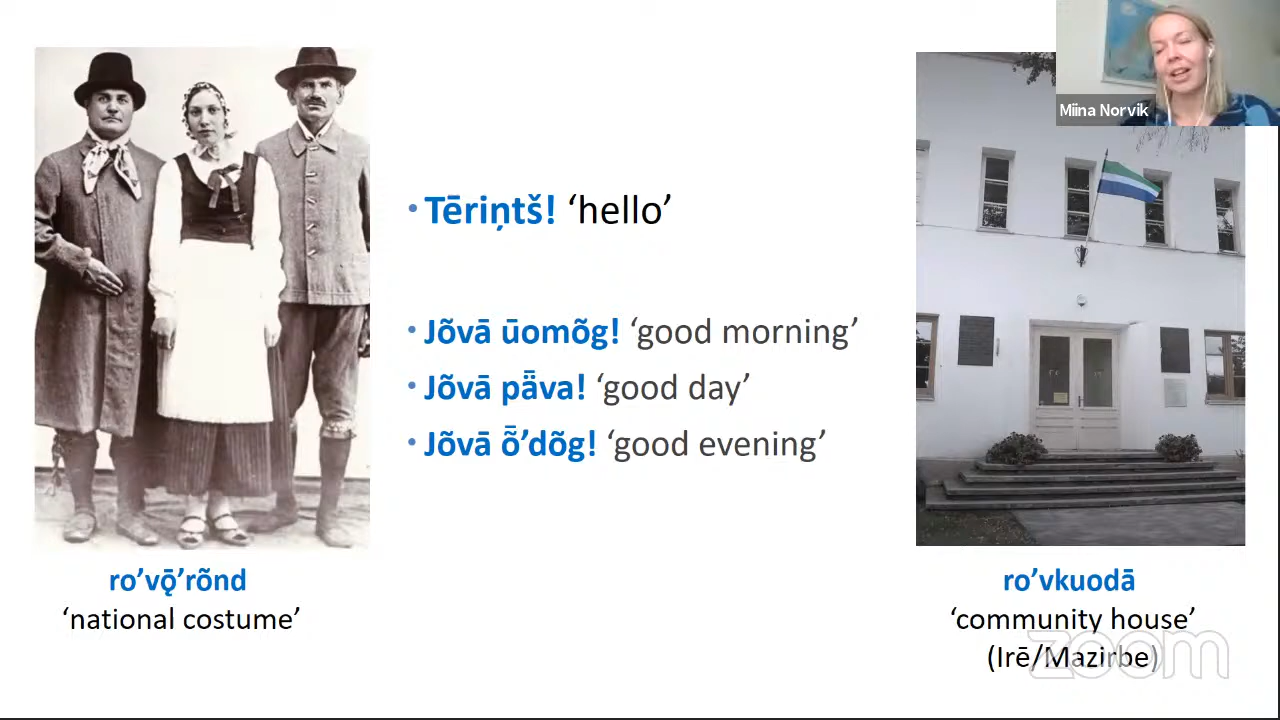 Miina Norvik
• Tēriņtš! ‘hello’
• Jõvā ūomõg! ‘good morning’
• Jõvā pǟva! ‘good day’
• Jõvā ȭ’dõg! ‘good evening’
ro’vǭ’rõnd
‘national costume’
ro’vkuodā
‘community house’
(Irē/Mazirbe)
zoom